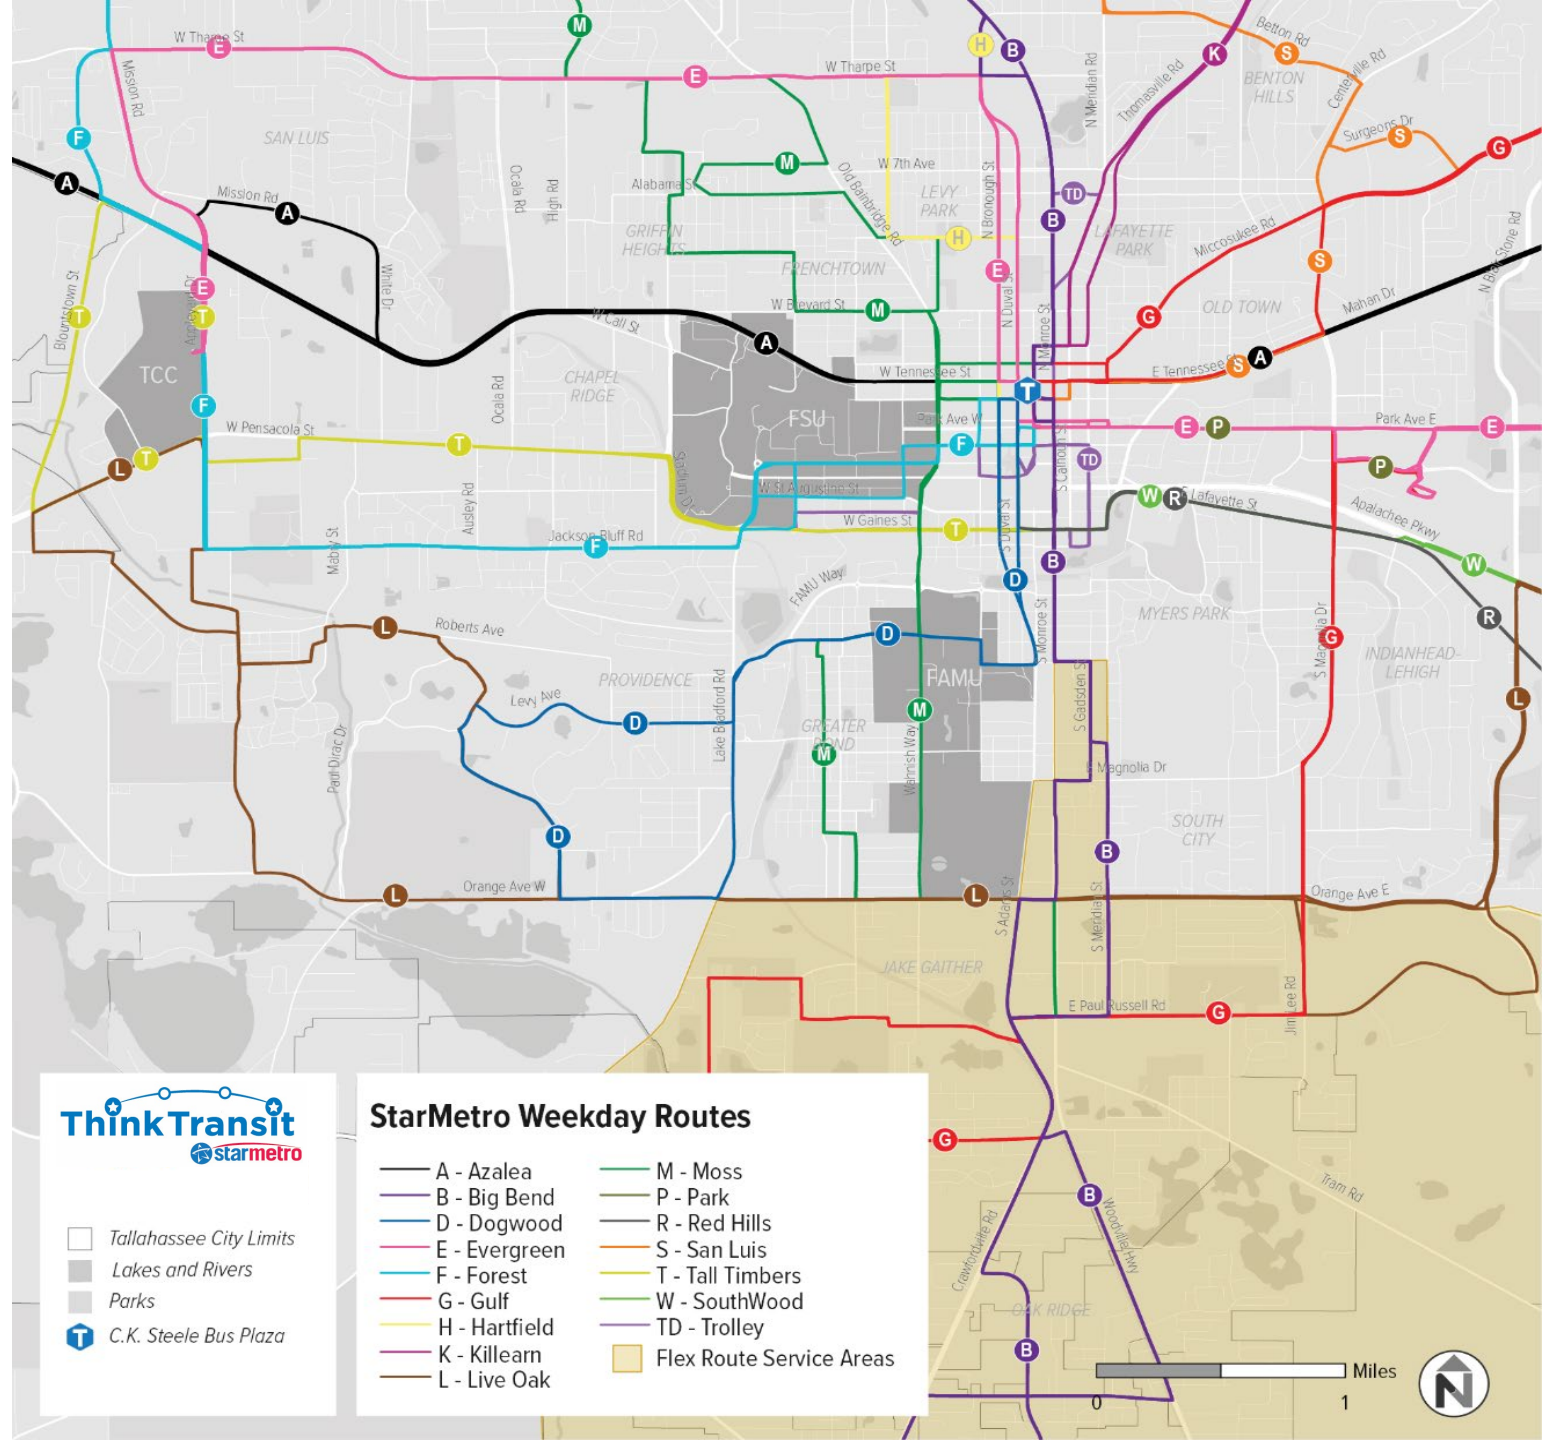 M
W Tharpe St
E
H
B
Betton Rd
S
K
W Tharpe St
E
N Meridian Rd
Thomasville Rd
BENTON
HILLS
Centerville Rd
Mission Rd
F
SAN LUIS
Surgeons Dr
S
G
M
W 7th Ave
Old Bainbridge Rd
A
Mission Rd
A
Ocala Rd
High Rd
Alabama St
LEVY
PARK
N Bronough St
TD
B
GRIFFIN
HEIGHTS
H
LAFAYETTE
PARK
Miccosukee Rd
N Blair Stone Rd
FRENCHTOWN
E
S
Blountstown St
T
Appleyard Dr
E
T
White Dr
W Call St
W Brevard St
M
N Duval St
N Monroe St
G
OLD TOWN
Mahan Dr
A
TCC
CHAPEL
RIDGE
W Tennessee St
E Tennessee St
S
A
Ocala Rd
T
F
FSU
Park Ave W
Park Ave E
W Pensacola St
T
F
E
P
E
L
T
Stadium Dr
S Calhoun St
TD
P
Ausley Rd
W St Augustine St
W
R
E Lafayette St
Apalachee Pkwy
Mabry St
Jackson Bluff Rd
F
W Gaines St
T
S Duval St
B
W
FAMU Way
D
MYERS PARK
R
L
Roberts Ave
D
S Monroe St
S Magnolia Dr
G
INDIANHEAD-
LEHIGH
PROVIDENCE
FAMU
Levy Ave
D
Lake Bradford Rd
GREATER
BOND
M
M
S Gadsden St
L
Paul Dirac Dr
Wahnish Way
E Magnolia Dr
D
SOUTH
CITY
B
L
Orange Ave W
L
S Adams St
S Meridian St
Orange Ave E
JAKE GAITHER
E Paul Russell Rd
G
Jim Lee Rd
ThinkTransit
starmetro
Tallahassee City Limits
Lakes and Rivers
Parks
T
C.K. Steele Bus Plaza
StarMetro Weekday Routes
A - Azalea
B - Big Bend
D - Dogwood
E - Evergreen
F - Forest
G - Gulf
H - Hartfield
K - Killearn
L - Live Oak
M - Moss
P - Park
R - Red Hills
S - San Luis
T - Tall Timbers
W - SouthWood
TD - Trolley
Flex Route Service Areas
G
B
Tram Rd
Crawfordville Rd
Woodville Hwy
OAK RIDGE
B
Miles
0
1
N